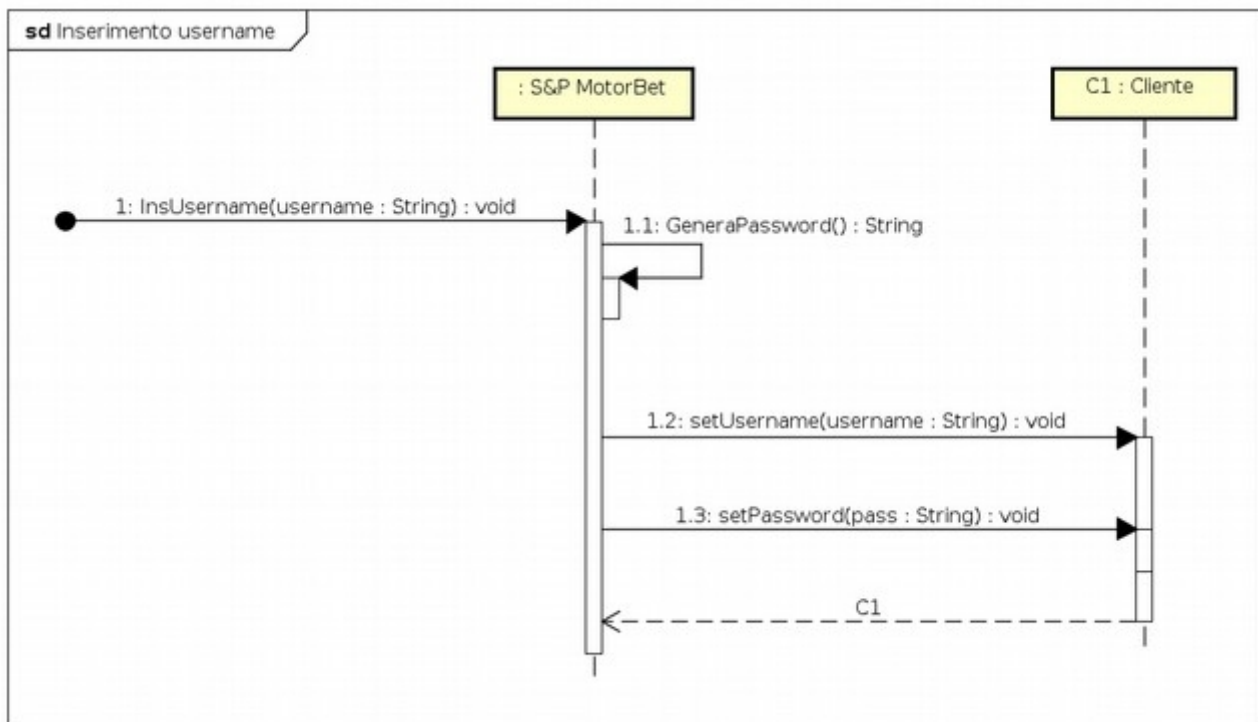 sd Inserimento username
: S&P MotorBet
C1 : Cliente
1: InsUsername(username : String) : void
1.1: GeneraPassword() : String
1.2: setUsername(username : String) : void
1.3: setPassword(pass : String) : void
C1